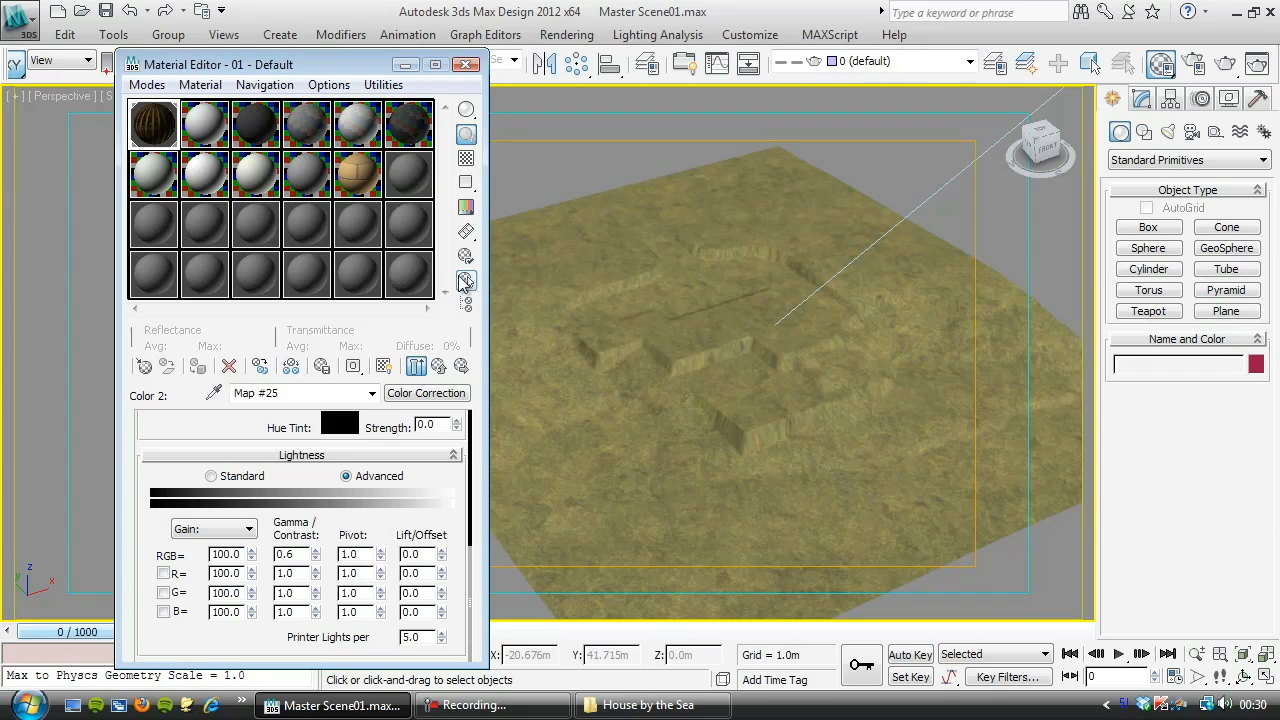 Autodesk 3ds Max Design 2012 x64 Master Scene01.max
Type a keyword or phrase
Edit Tools Group Views Create Modifiers Animation Graph Editors Rendering Lighting Analysis Customize MAXScript Help
View
0 (default)
Material Editor - 01 - Default
Modes Material Navigation Options Utilities
[ + ] [ Perspective ] [ S
TOP
FRONT
Standard Primitives
Object Type
AutoGrid
Box Cone
Sphere GeoSphere
Cylinder Tube
Torus Pyramid
Teapot Plane
Name and Color
Reflectance Transmittance
Avg: Max: Avg: Max: Diffuse: 0%
Color 2: Map #25 Color Correction
Hue Tint: Strength: 0.0
Lightness
Standard Advanced
Gain: Gamma / Contrast: Pivot: Lift/Offset
RGB= 100.0 0.6 1.0 0.0
R= 100.0 1.0 1.0 0.0
G= 100.0 1.0 1.0 0.0
B= 100.0 1.0 1.0 0.0
Printer Lights per 5.0
z
y
x
0 / 1000
X: -20.676m Y: 41.715m Z: 0.0m Grid = 1.0m
Auto Key Selected
Max to Physcs Geometry Scale = 1.0
Click or click-and-drag to select objects
Add Time Tag
Set Key Key Filters... 0
Master Scene01.max... Recording... House by the Sea
00:30